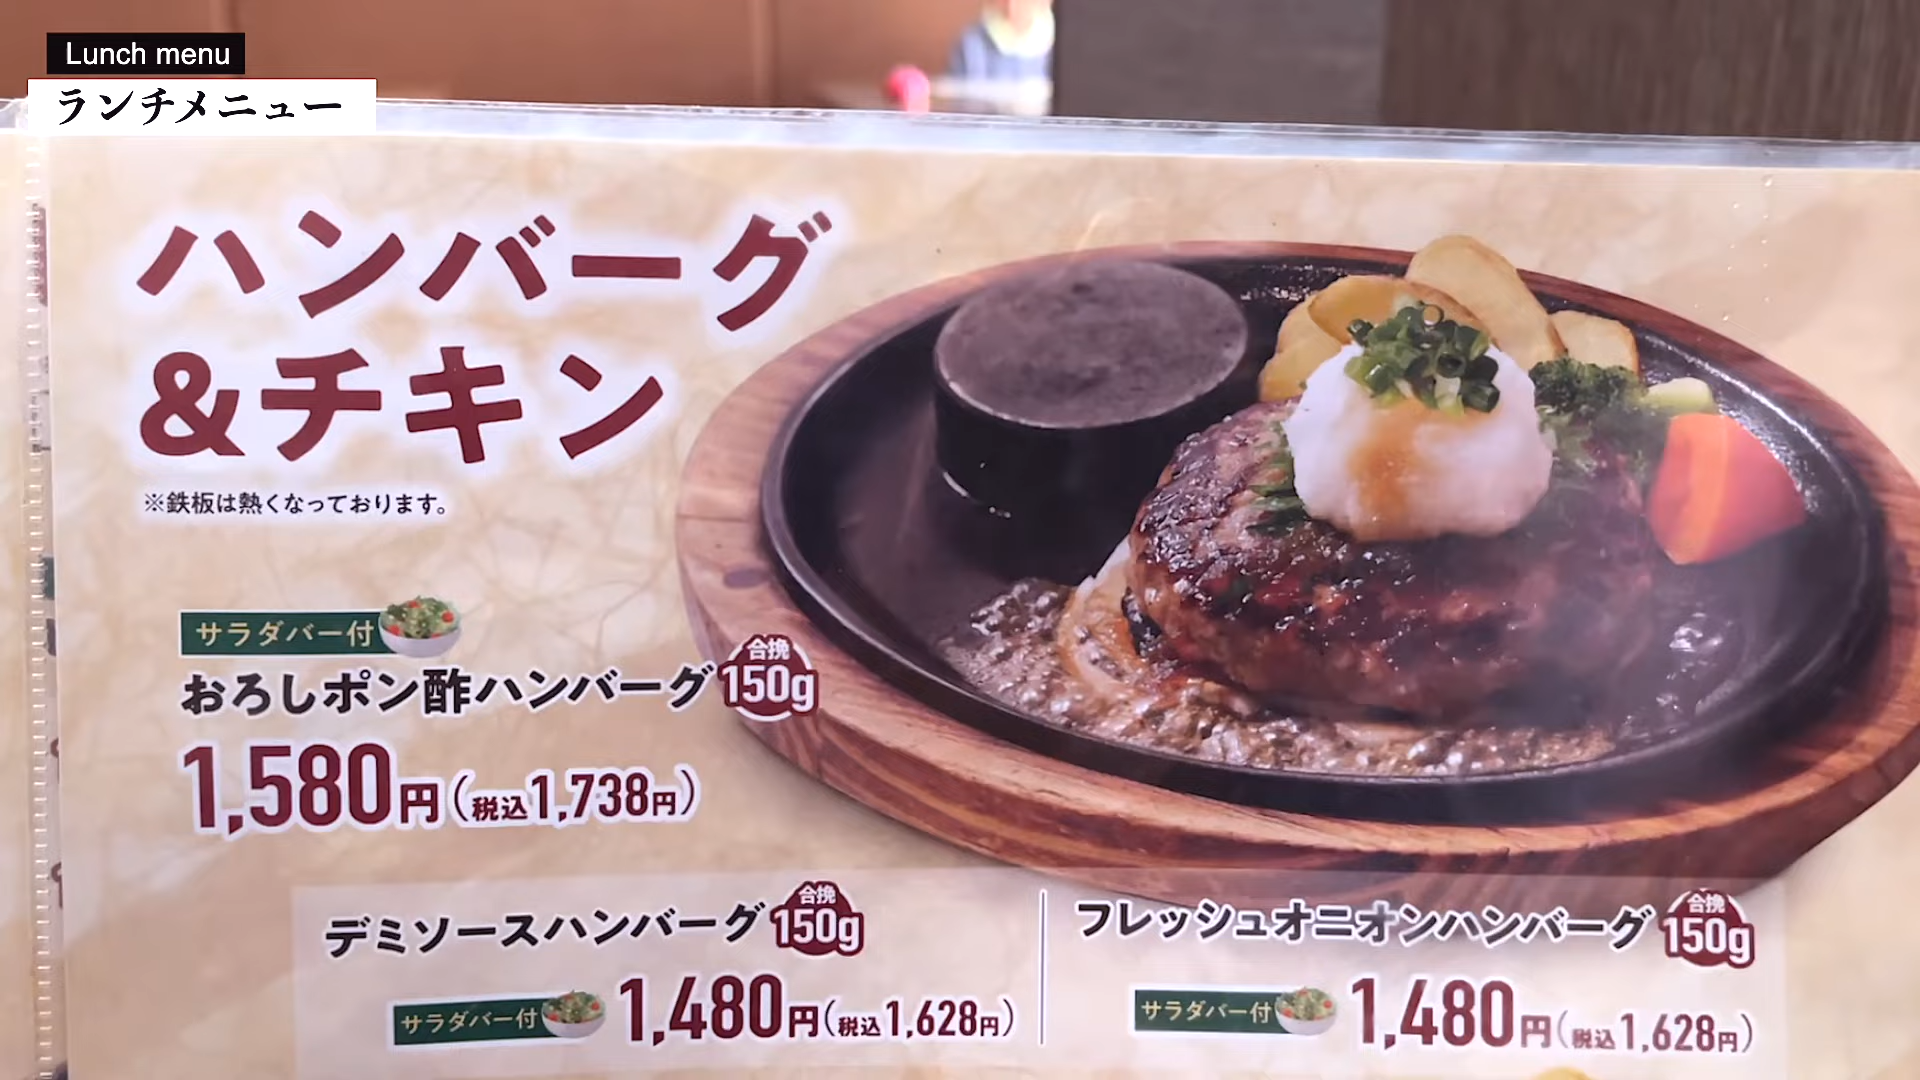 Lunch menu
ランチメニュー
ハンバーグ
&チキン
※鉄板は熱くなっております。
サラダバー付
おろしポン酢ハンバーグ 合挽 150g
1,580円(税込1,738円)
デミソースハンバーグ 合挽 150g
サラダバー付 1,480円(税込1,628円)
フレッシュオニオンハンバーグ 合挽 150g
サラダバー付 1,480円(税込1,628円)